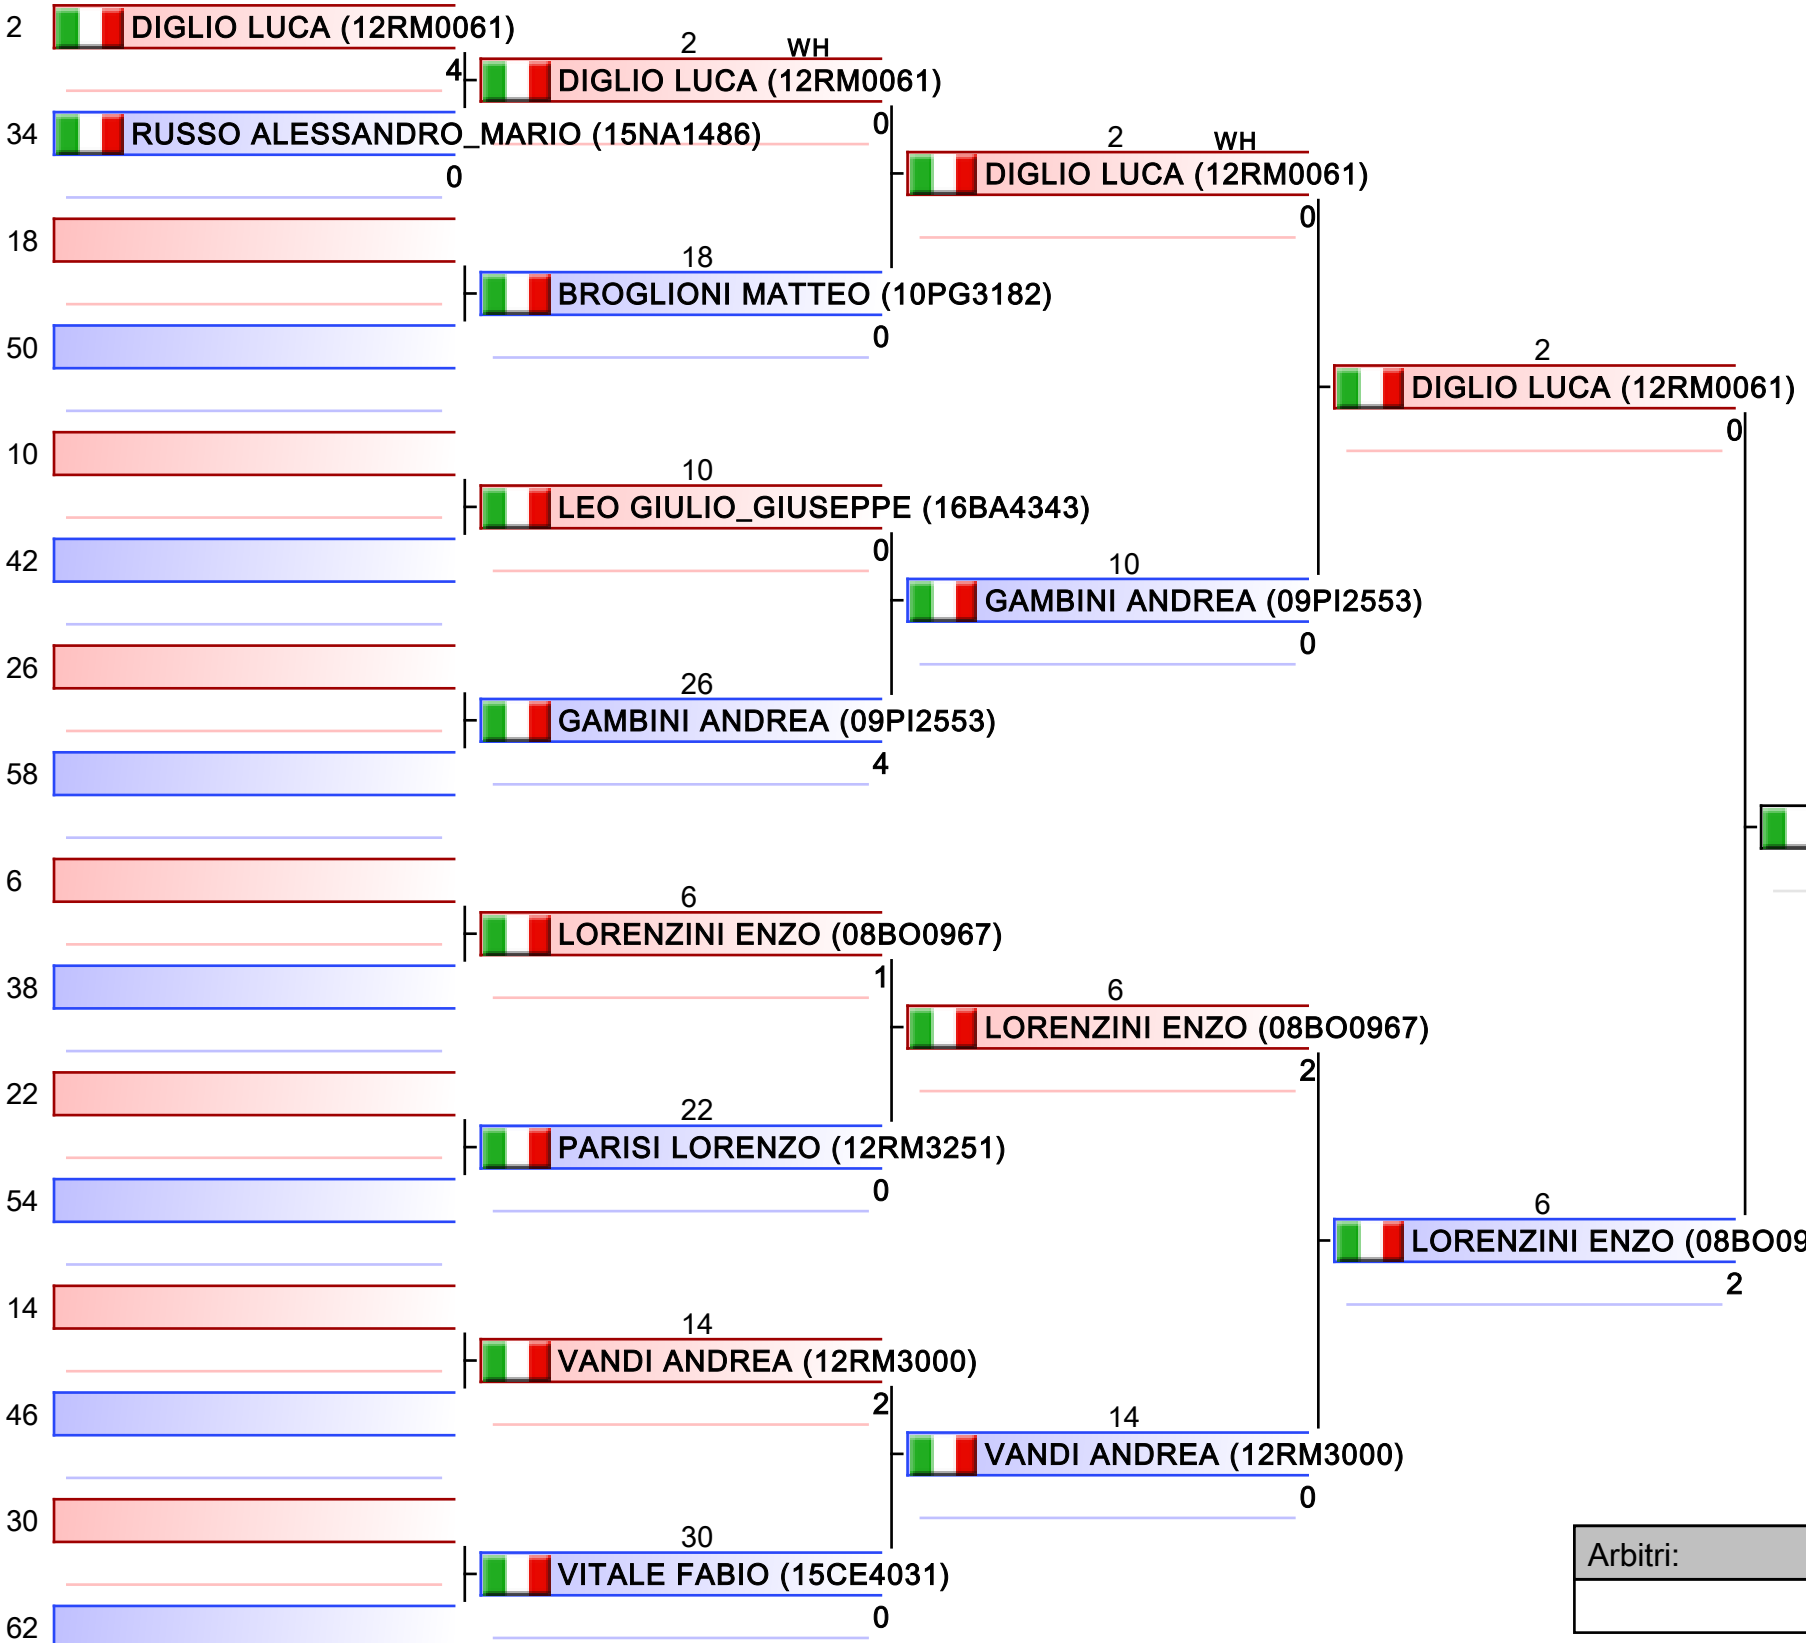 2 DIGLIO LUCA (12RM0061)
4
34 RUSSO ALESSANDRO_MARIO (15NA1486)
0
18
50
10
42
26
58
6
38
22
54
14
46
30
62
2 WH
DIGLIO LUCA (12RM0061)
0
18
BROGLIONI MATTEO (10PG3182)
0
10
LEO GIULIO_GIUSEPPE (16BA4343)
0
26
GAMBINI ANDREA (09PI2553)
4
6
LORENZINI ENZO (08BO0967)
1
22
PARISI LORENZO (12RM3251)
0
14
VANDI ANDREA (12RM3000)
2
30
VITALE FABIO (15CE4031)
0
2 WH
DIGLIO LUCA (12RM0061)
0
10
GAMBINI ANDREA (09PI2553)
0
6
LORENZINI ENZO (08BO0967)
2
14
VANDI ANDREA (12RM3000)
0
2
DIGLIO LUCA (12RM0061)
0
6
LORENZINI ENZO (08BO09
2
Arbitri: